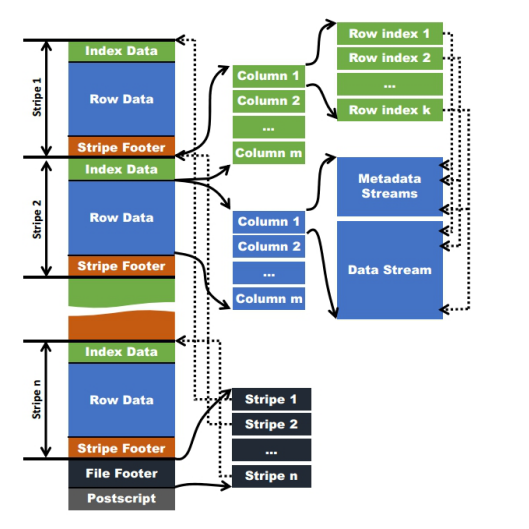 Stripe 1
Index Data
Row Data
Stripe Footer
Stripe 2
Index Data
Row Data
Stripe Footer
Stripe n
Index Data
Row Data
Stripe Footer
File Footer
Postscript
Column 1
Column 2
...
Column m
Column 1
Column 2
...
Column m
Stripe 1
Stripe 2
...
Stripe n
Row index 1
Row index 2
...
Row index k
Metadata
Streams
Data Stream